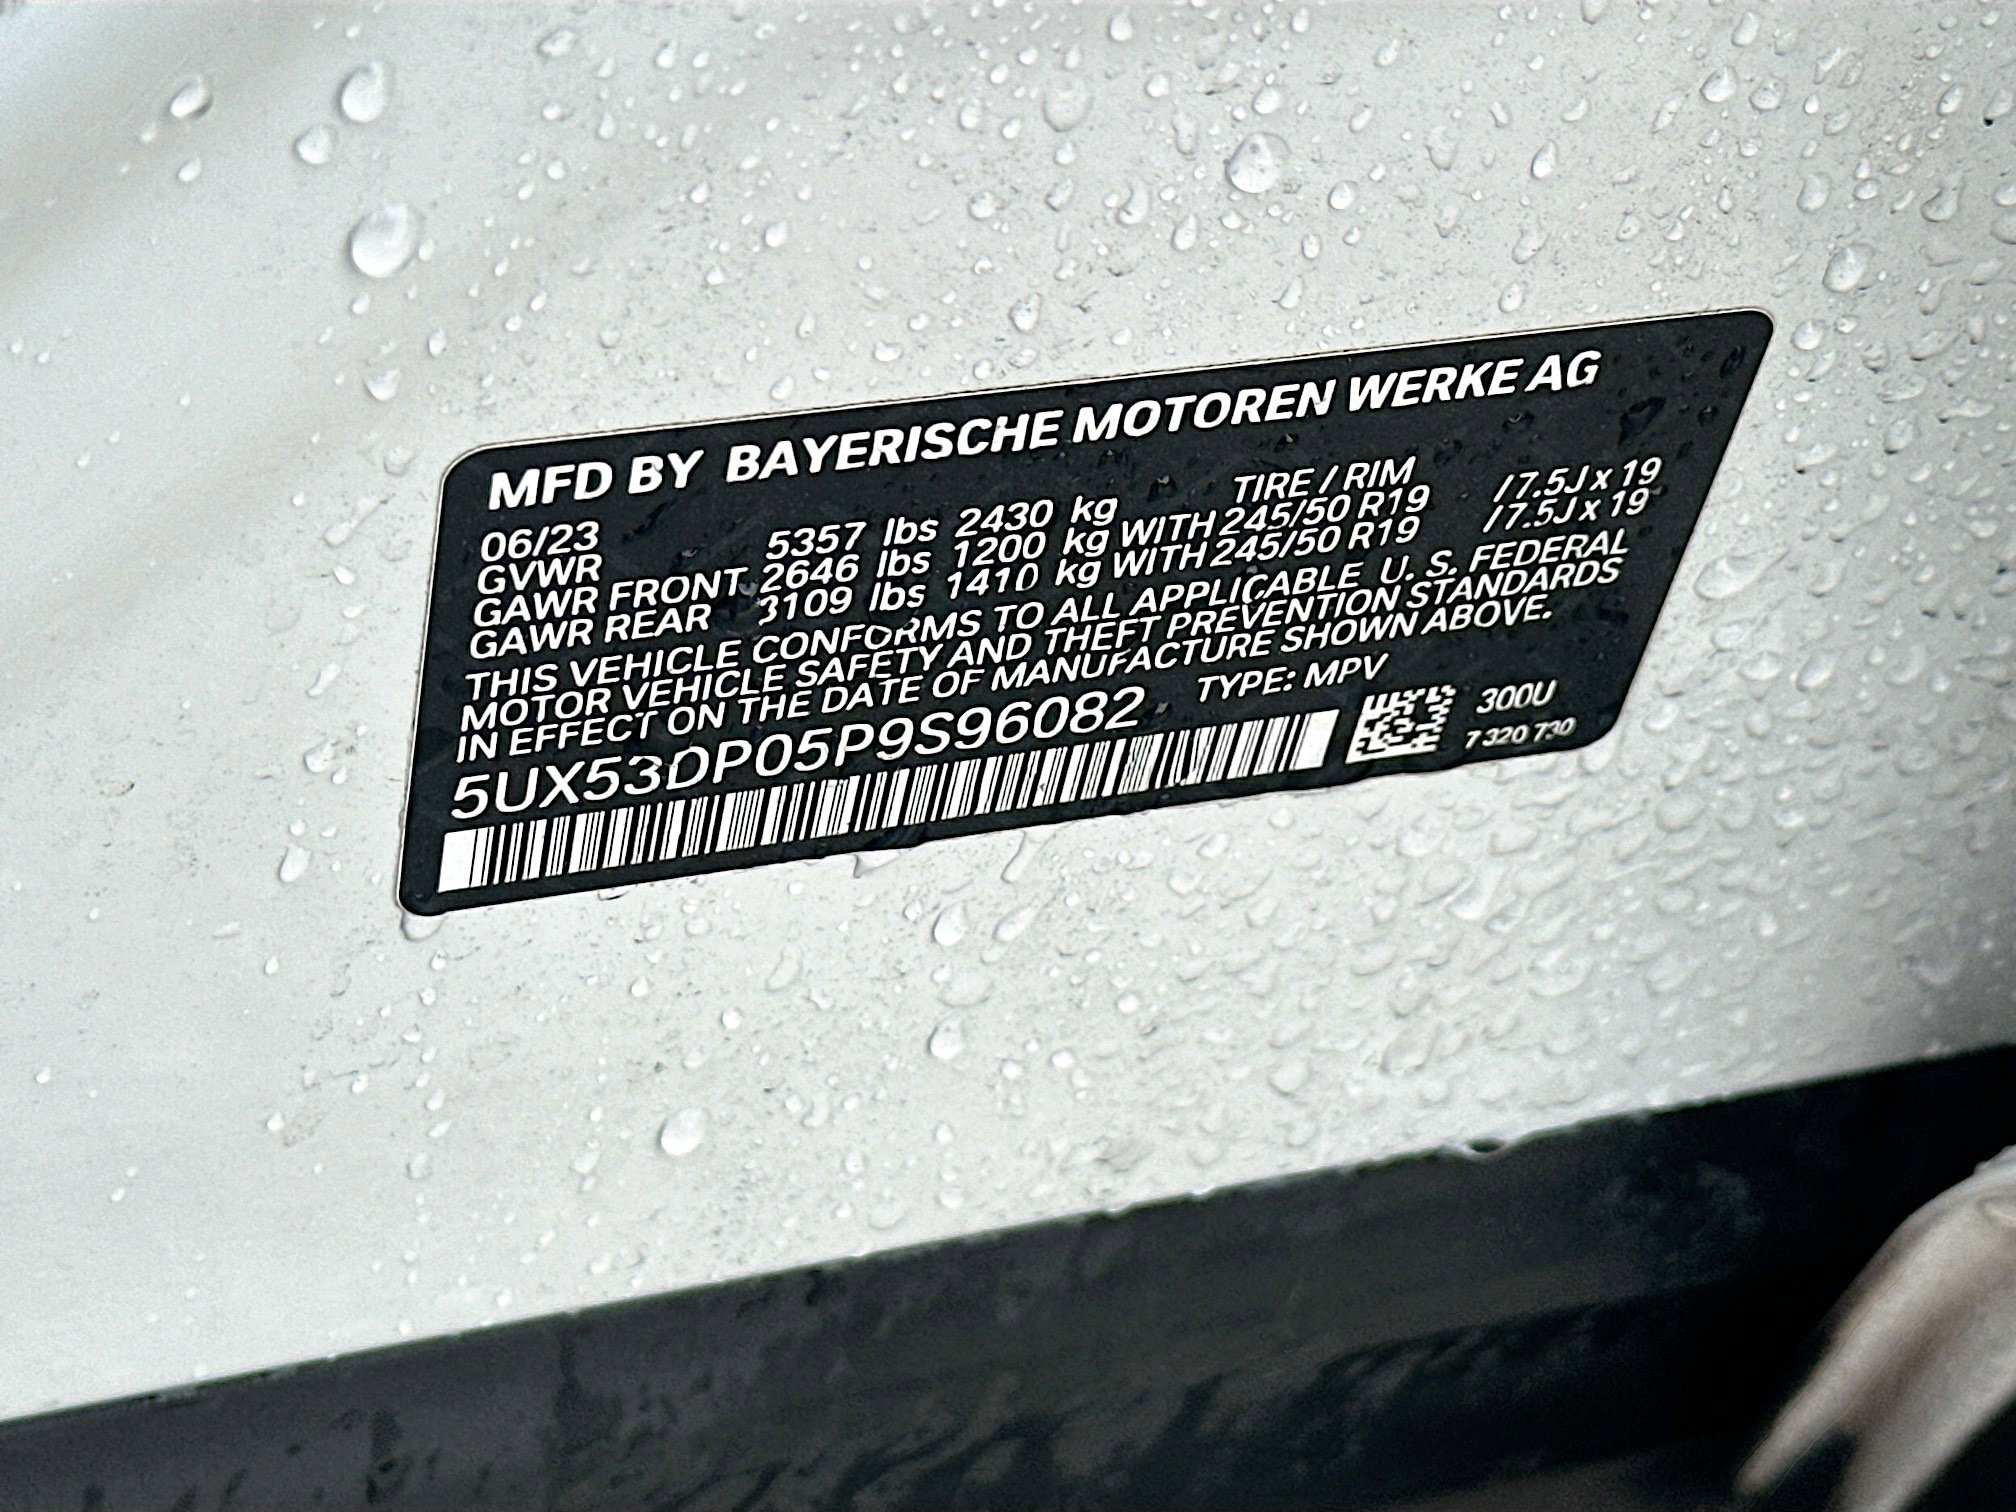 MFD BY BAYERISCHE MOTOREN WERKE AG
06/23 TIRE / RIM
GVWR 5357 lbs 2430 kg
GAWR FRONT 2646 lbs 1200 kg WITH 245/50 R19 / 7.5J x 19
GAWR REAR 3109 lbs 1410 kg WITH 245/50 R19 / 7.5J x 19
THIS VEHICLE CONFORMS TO ALL APPLICABLE U. S. FEDERAL
MOTOR VEHICLE SAFETY AND THEFT PREVENTION STANDARDS
IN EFFECT ON THE DATE OF MANUFACTURE SHOWN ABOVE.
5UX53DP05P9S96082 TYPE: MPV
300U
7 320 730